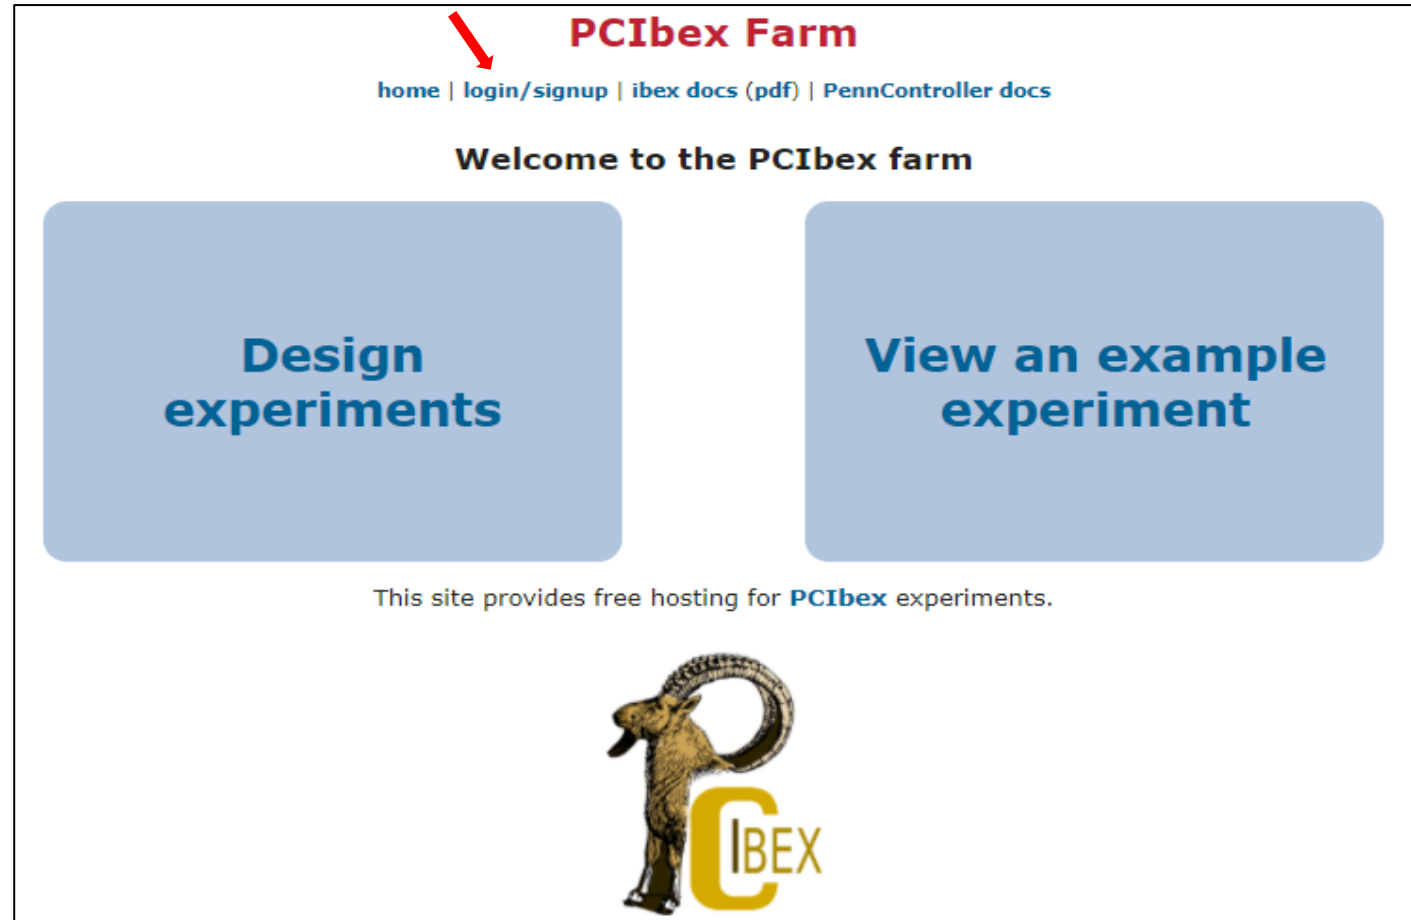 PCIbex Farm
home | login/signup | ibex docs (pdf) | PennController docs
Welcome to the PCIbex farm
Design
experiments
View an example
experiment
This site provides free hosting for PCIbex experiments.
PC IBEX